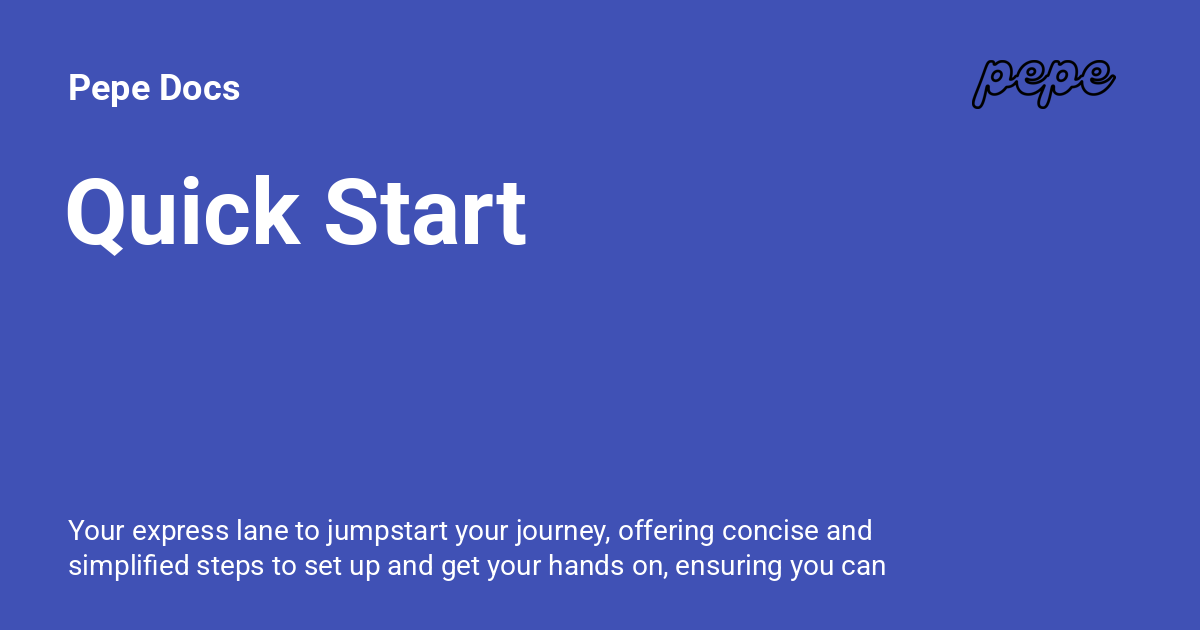 Pepe Docs
pepe
Quick Start
Your express lane to jumpstart your journey, offering concise and
simplified steps to set up and get your hands on, ensuring you can